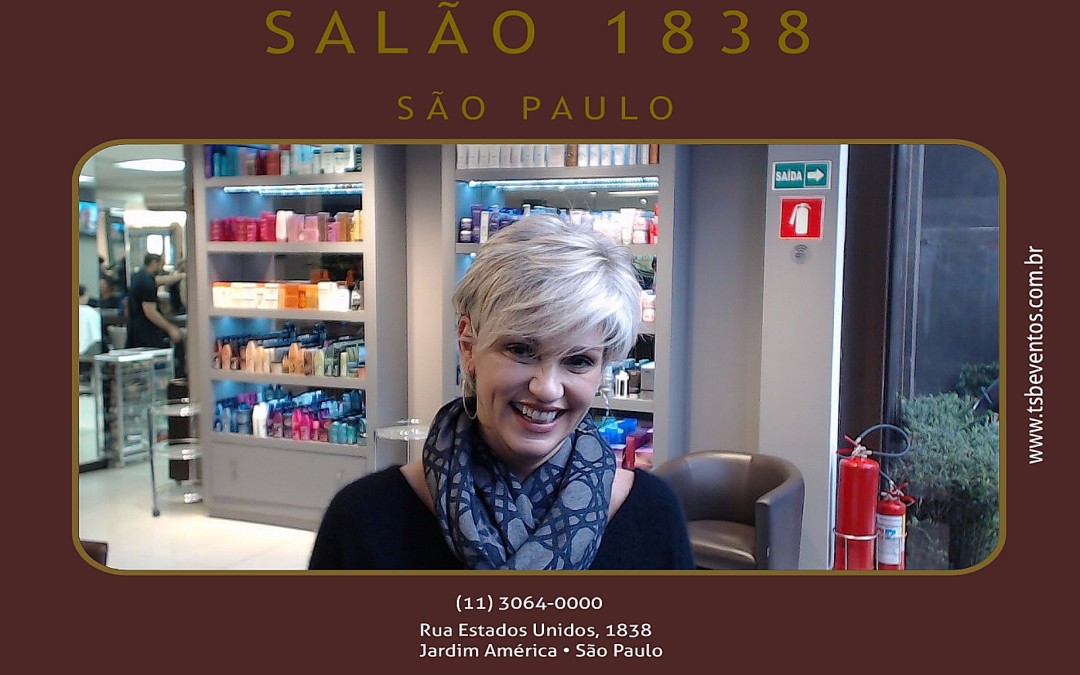 SALÃO 1838
SÃO PAULO
SAÍDA
www.tsbeventos.com.br
(11) 3064-0000
Rua Estados Unidos, 1838
Jardim América • São Paulo